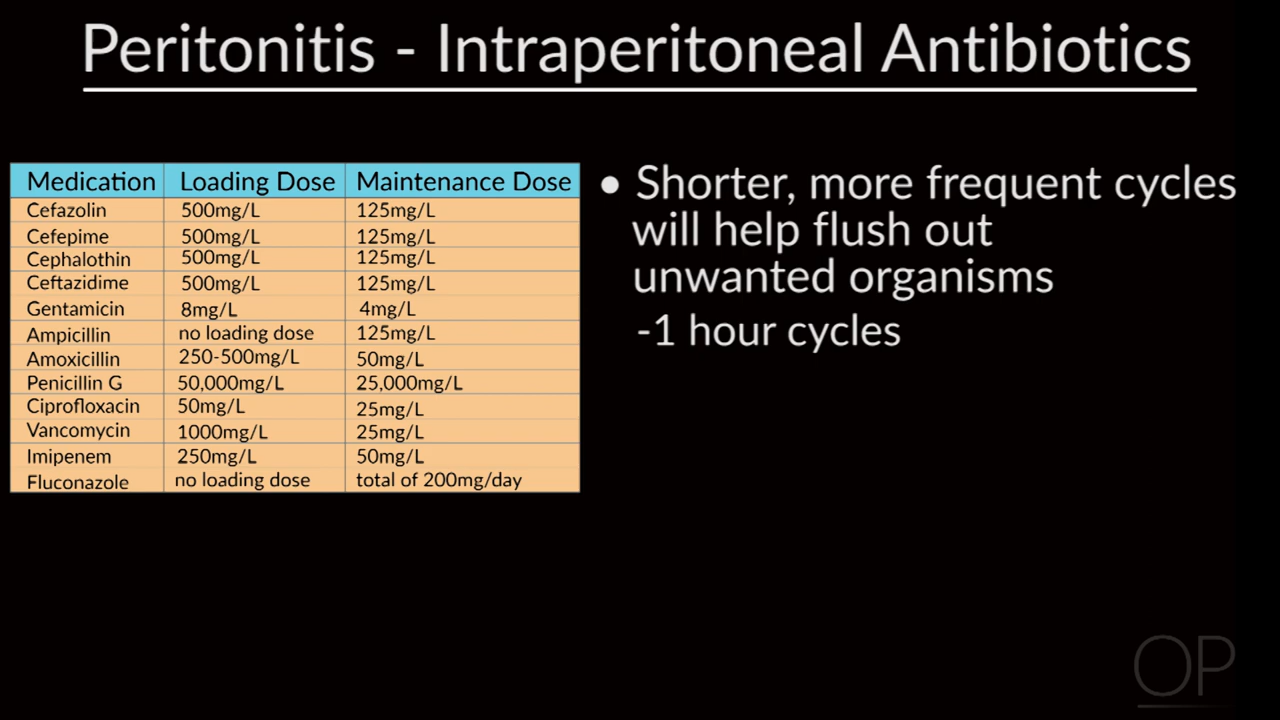 Peritonitis - Intraperitoneal Antibiotics
Medication Loading Dose Maintenance Dose
Cefazolin 500mg/L 125mg/L
Cefepime 500mg/L 125mg/L
Cephalothin 500mg/L 125mg/L
Ceftazidime 500mg/L 125mg/L
Gentamicin 8mg/L 4mg/L
Ampicillin no loading dose 125mg/L
Amoxicillin 250-500mg/L 50mg/L
Penicillin G 50,000mg/L 25,000mg/L
Ciprofloxacin 50mg/L 25mg/L
Vancomycin 1000mg/L 25mg/L
Imipenem 250mg/L 50mg/L
Fluconazole no loading dose total of 200mg/day
• Shorter, more frequent cycles
will help flush out
unwanted organisms
-1 hour cycles
OP